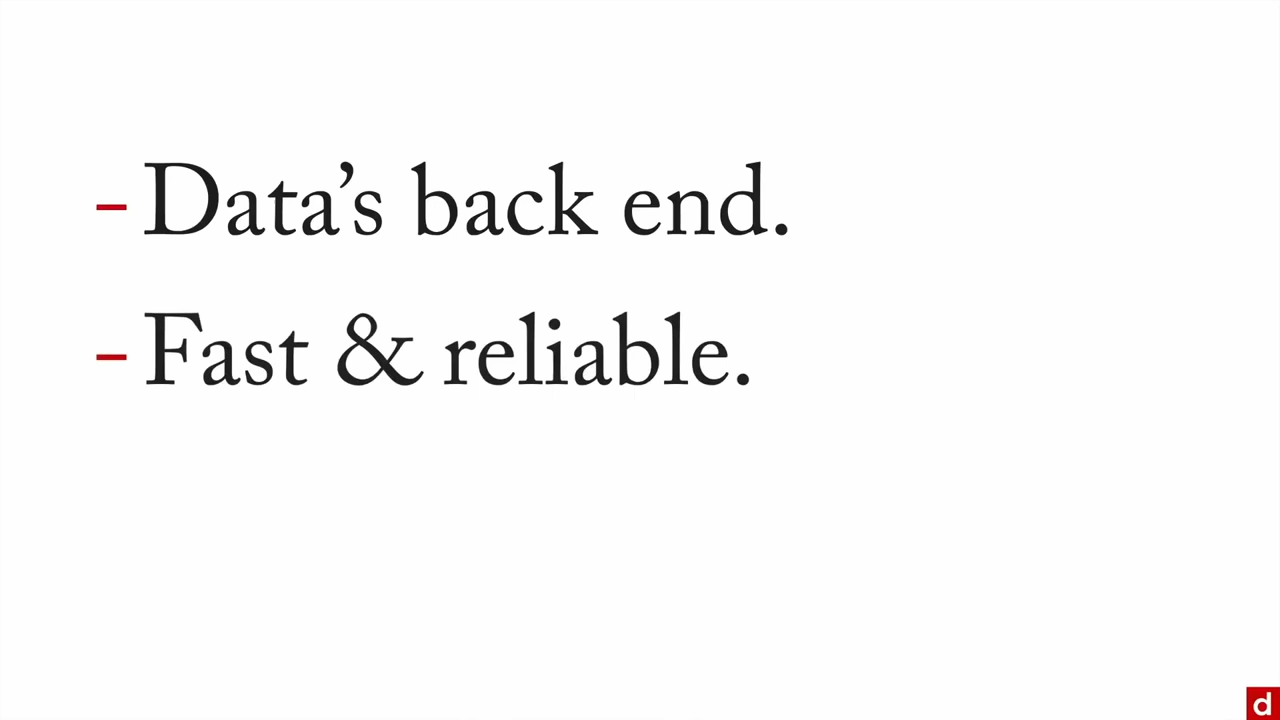 - Data’s back end.
- Fast & reliable.
d